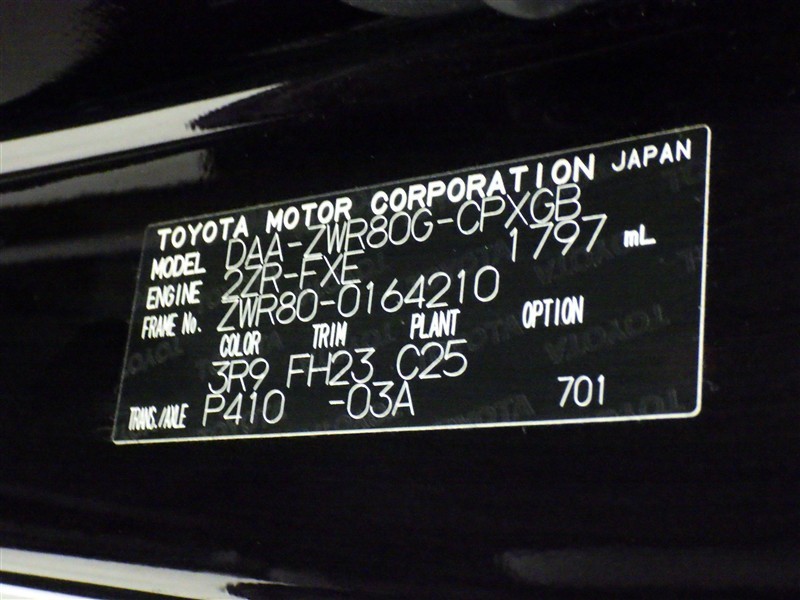 TOYOTA MOTOR CORPORATION JAPAN
MODEL DAA-ZWR80G-CPXGB
ENGINE 2ZR-FXE 1797 mL
FRAME No. ZWR80-0164210
COLOR TRIM PLANT OPTION
3R9 FH23 C25
TRANS./AXLE P410 -03A 701